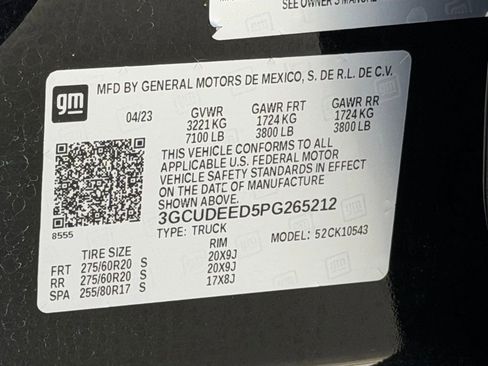 SEE OWNER'S MANUAL
gm
MFD BY GENERAL MOTORS DE MEXICO, S. DE R.L. DE C.V.
04/23 GVWR GAWR FRT GAWR RR
3221 KG 1724 KG 1724 KG
7100 LB 3800 LB 3800 LB
THIS VEHICLE CONFORMS TO ALL
APPLICABLE U.S. FEDERAL MOTOR
VEHICLE SAFETY STANDARDS IN EFFECT
ON THE DATE OF MANUFACTURE
SHOWN ABOVE.
3GCUDEED5PG265212
8555
TYPE: TRUCK MODEL: 52CK10543
TIRE SIZE RIM
FRT 275/60R20 S 20X9J
RR 275/60R20 S 20X9J
SPA 255/80R17 S 17X8J